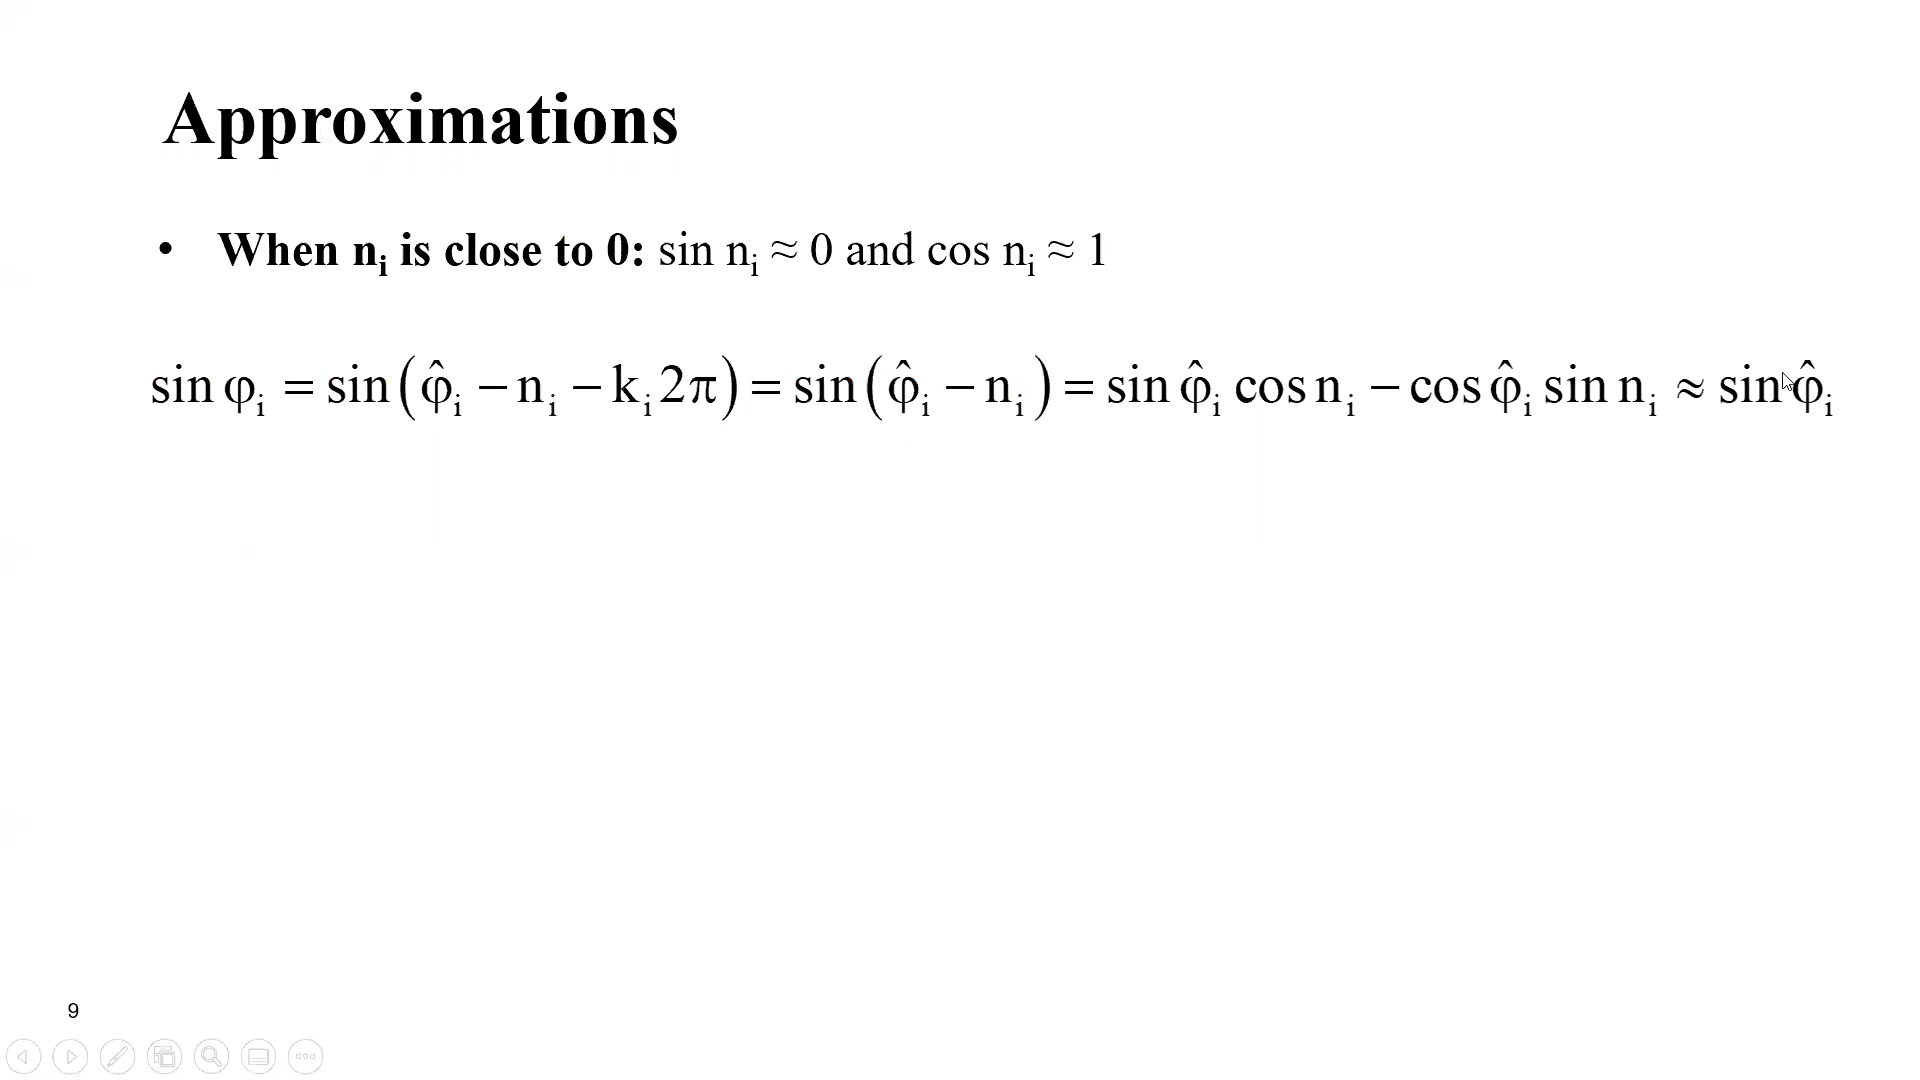 Approximations
• When nᵢ is close to 0: sin nᵢ ≈ 0 and cos nᵢ ≈ 1
sin φᵢ = sin(φ̂ᵢ − nᵢ − kᵢ2π) = sin(φ̂ᵢ − nᵢ) = sin φ̂ᵢ cos nᵢ − cos φ̂ᵢ sin nᵢ ≈ sin φ̂ᵢ
9